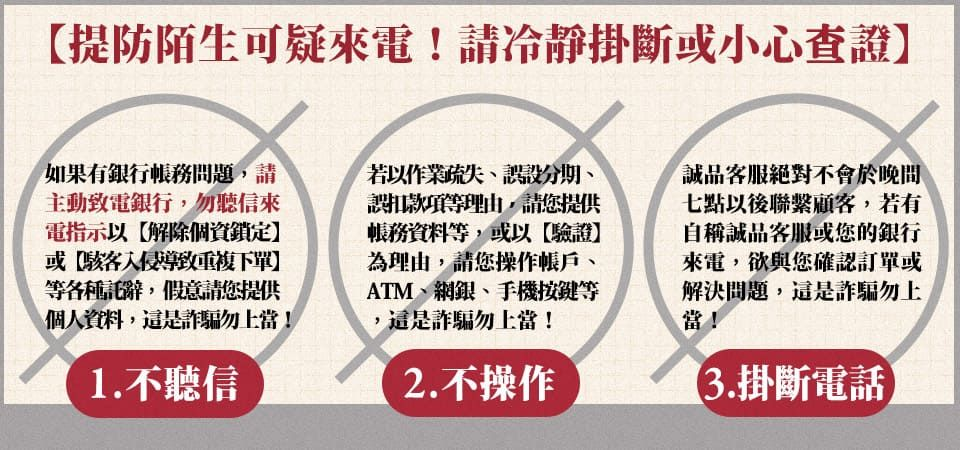 【提防陌生可疑來電！請冷靜掛斷或小心查證】
如果有銀行帳務問題，請
主動致電銀行，勿聽信來
電指示以【解除個資鎖定】
或【駭客入侵導致重複下單】
等各種託辭，假意請您提供
個人資料，這是詐騙勿上當！
1.不聽信
若以作業疏失、誤設分期、
誤扣款項等理由，請您提供
帳務資料等，或以【驗證】
為理由，請您操作帳戶、
ATM、網銀、手機按鍵等
，這是詐騙勿上當！
2.不操作
誠品客服絕對不會於晚間
七點以後聯繫顧客，若有
自稱誠品客服或您的銀行
來電，欲與您確認訂單或
解決問題，這是詐騙勿上
當！
3.掛斷電話